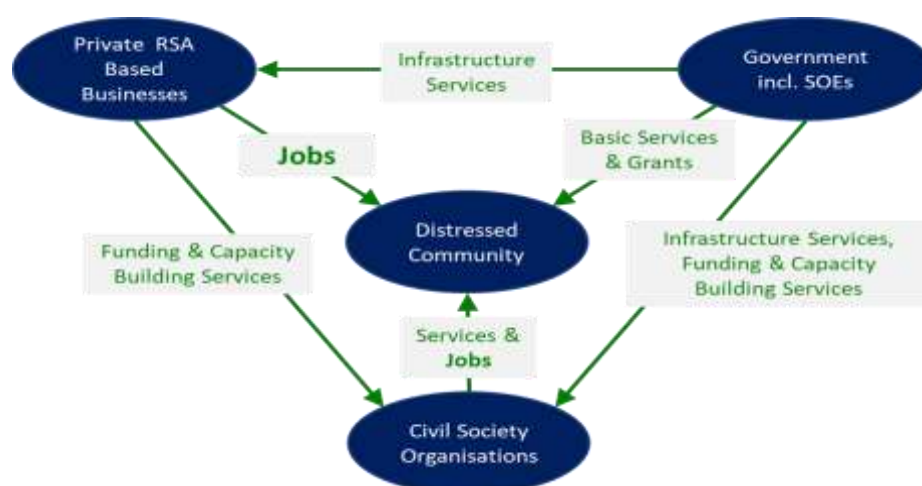 Private RSA
Based
Businesses
Infrastructure
Services
Government
incl. SOEs
Jobs
Basic Services
& Grants
Distressed
Community
Funding & Capacity
Building Services
Infrastructure Services,
Funding & Capacity
Building Services
Services &
Jobs
Civil Society
Organisations